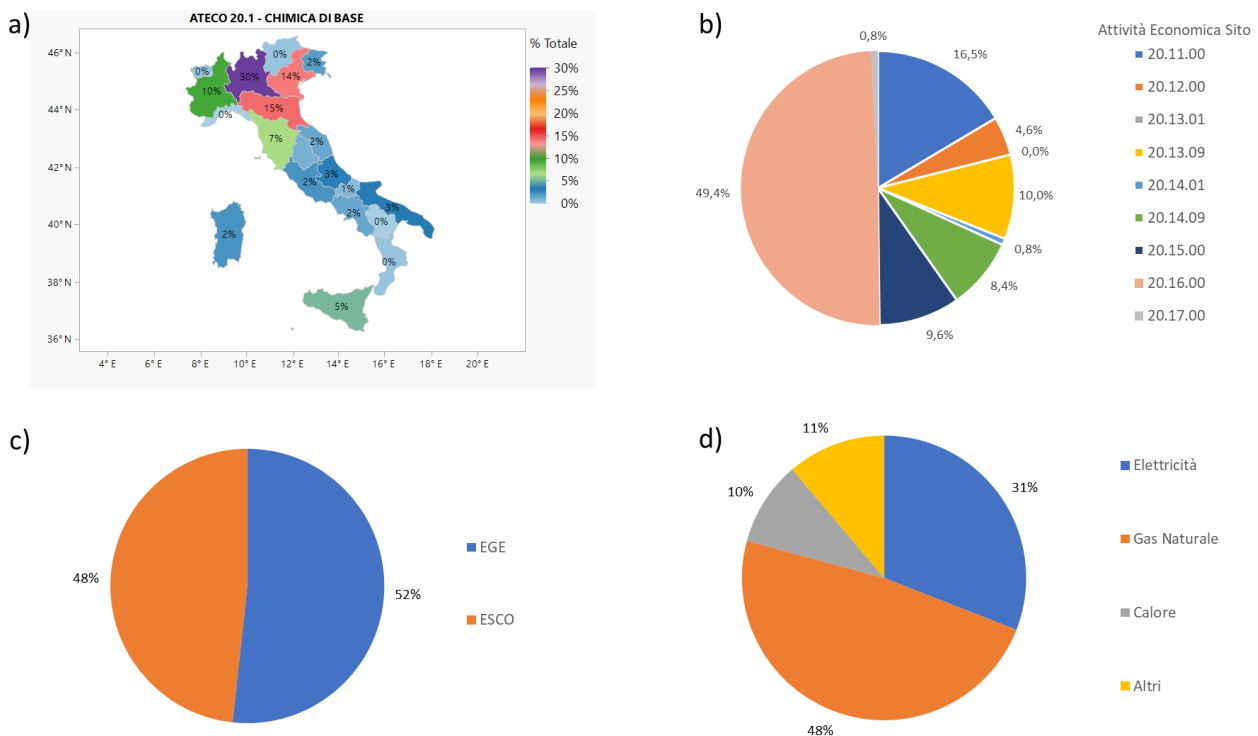 a)
ATECO 20.1 - CHIMICA DI BASE
% Totale
46° N
44° N
42° N
40° N
38° N
36° N
4° E
6° E
8° E
10° E
12° E
14° E
16° E
18° E
20° E
0%
0%
2%
30%
14%
10%
15%
0%
7%
2%
3%
2%
1%
3%
2%
0%
2%
0%
5%
30%
25%
20%
15%
10%
5%
0%
b)
Attività Economica Sito
0,8%
16,5%
4,6%
0,0%
10,0%
0,8%
8,4%
9,6%
49,4%
20.11.00
20.12.00
20.13.01
20.13.09
20.14.01
20.14.09
20.15.00
20.16.00
20.17.00
c)
48%
52%
EGE
ESCO
d)
11%
10%
31%
48%
Elettricità
Gas Naturale
Calore
Altri